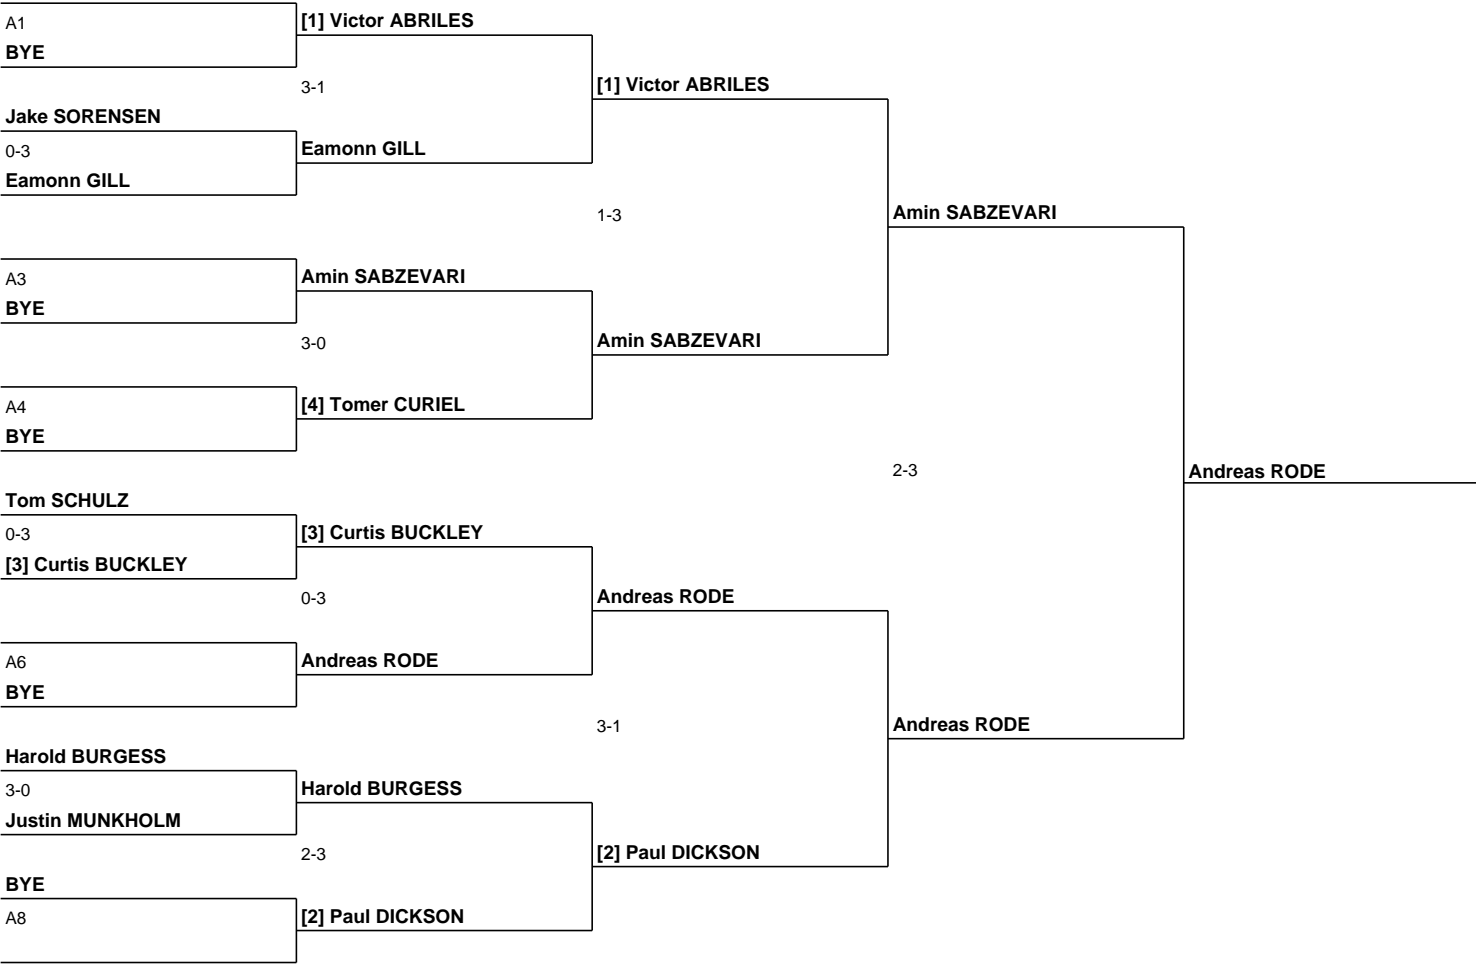 A1
BYE
[1] Victor ABRILES
3-1
[1] Victor ABRILES
Jake SORENSEN
0-3
Eamonn GILL
Eamonn GILL
1-3
Amin SABZEVARI
A3
BYE
Amin SABZEVARI
3-0
Amin SABZEVARI
A4
BYE
[4] Tomer CURIEL
2-3
Andreas RODE
Tom SCHULZ
0-3
[3] Curtis BUCKLEY
[3] Curtis BUCKLEY
0-3
Andreas RODE
A6
BYE
Andreas RODE
3-1
Andreas RODE
Harold BURGESS
3-0
Justin MUNKHOLM
Harold BURGESS
2-3
[2] Paul DICKSON
BYE
A8
[2] Paul DICKSON